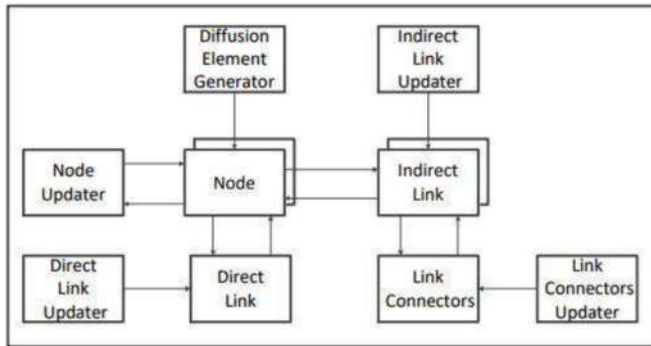 Diffusion
Element
Generator
Indirect
Link
Updater
Node
Updater
Node
Indirect
Link
Direct
Link
Updater
Direct
Link
Link
Connectors
Link
Connectors
Updater